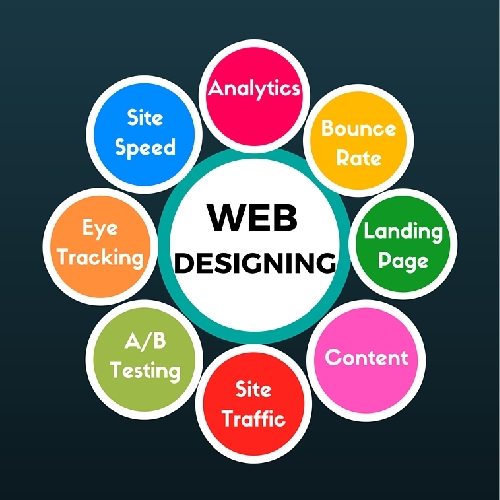 WEB
DESIGNING
Analytics
Bounce
Rate
Landing
Page
Content
Site
Traffic
A/B
Testing
Eye
Tracking
Site
Speed